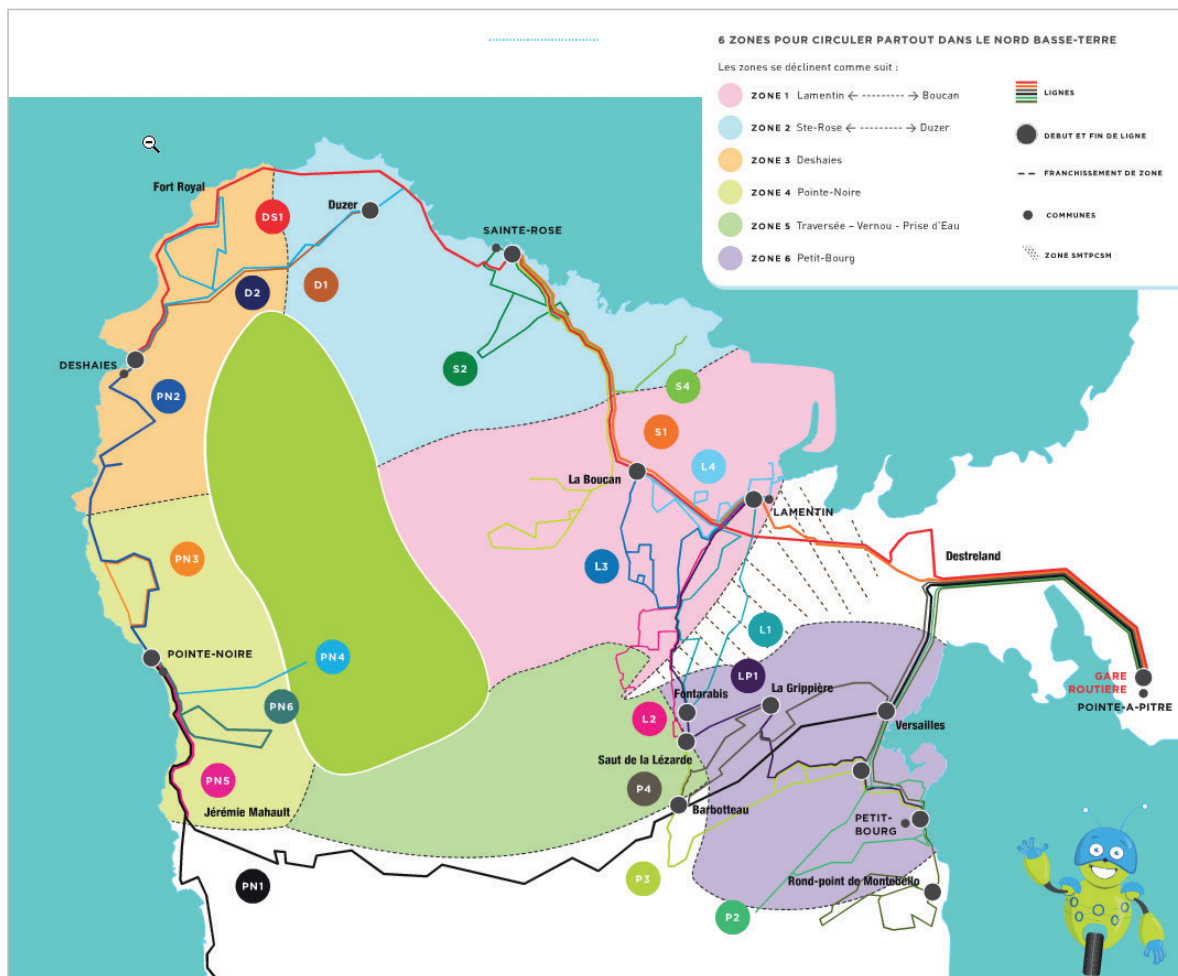 6 ZONES POUR CIRCULER PARTOUT DANS LE NORD BASSE-TERRE
Les zones se déclinent comme suit :
ZONE 1 Lamentin ← - - - - - - - - → Boucan
ZONE 2 Ste-Rose ← - - - - - - - - → Duzer
ZONE 3 Deshaies
ZONE 4 Pointe-Noire
ZONE 5 Traversée – Vernou - Prise d'Eau
ZONE 6 Petit-Bourg
LIGNES
DEBUT ET FIN DE LIGNE
FRANCHISSEMENT DE ZONE
COMMUNES
ZONE SMTPCSM
Fort Royal
DS1
Duzer
SAINTE-ROSE
D2
D1
DESHAIES
PN2
S2
S4
S1
L4
La Boucan
LAMENTIN
Destreland
PN3
L3
L1
POINTE-NOIRE
PN4
LP1
GARE
ROUTIERE
POINTE-A-PITRE
PN6
L2
Fontarabis
La Grippière
Versailles
Saut de la Lézarde
PN5
P4
Jérémie Mahault
Barbotteau
PETIT-
BOURG
PN1
P3
Rond-point de Montebello
P2